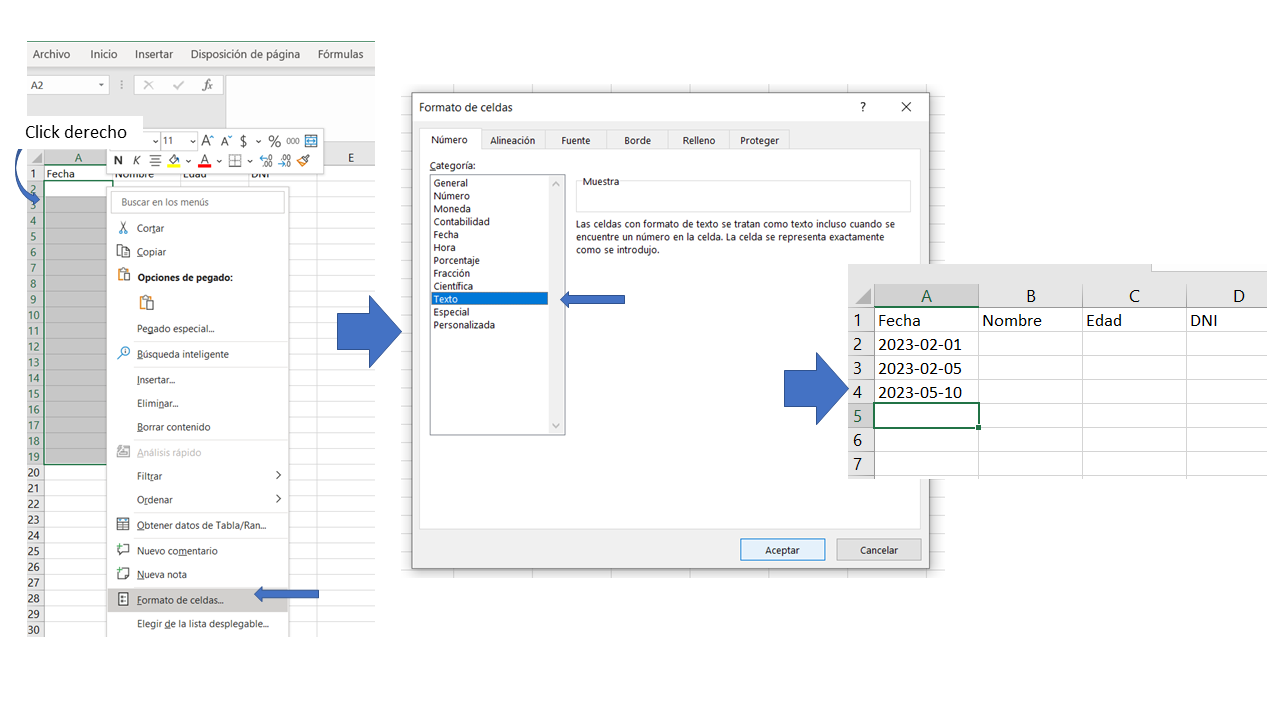 Archivo Inicio Insertar Disposición de página Fórmulas
A2 fx
Click derecho
11 A A $ % 000
N K A ,00 ,00
A E
1 Fecha Nombre Edad DNI
2
3
4
5
6
7
8
9
10
11
12
13
14
15
16
17
18
19
20
21
22
23
24
25
26
27
28
29
30
Buscar en los menús
Cortar
Copiar
Opciones de pegado:
Pegado especial...
Búsqueda inteligente
Insertar...
Eliminar...
Borrar contenido
Análisis rápido
Filtrar
Ordenar
Obtener datos de Tabla/Ran...
Nuevo comentario
Nueva nota
Formato de celdas...
Elegir de la lista desplegable...
Formato de celdas ?
Número Alineación Fuente Borde Relleno Proteger
Categoría:
General
Número
Moneda
Contabilidad
Fecha
Hora
Porcentaje
Fracción
Científica
Texto
Especial
Personalizada
Muestra
Las celdas con formato de texto se tratan como texto incluso cuando se
encuentre un número en la celda. La celda se representa exactamente
como se introdujo.
Aceptar Cancelar
A B C D
1 Fecha Nombre Edad DNI
2 2023-02-01
3 2023-02-05
4 2023-05-10
5
6
7